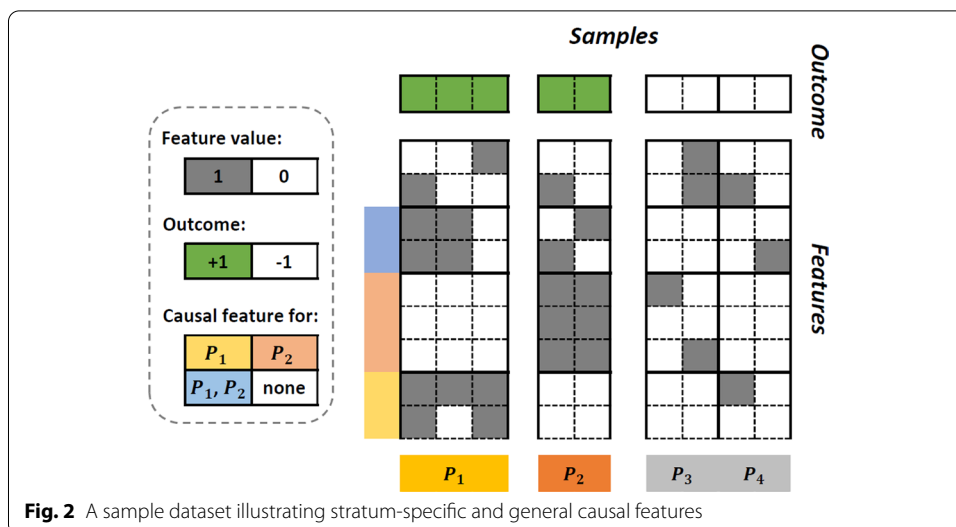 Samples
Outcome
Feature value:
1 0
Outcome:
+1 -1
Causal feature for:
P₁ P₂
P₁, P₂ none
Features
P₁ P₂ P₃ P₄
Fig. 2 A sample dataset illustrating stratum-specific and general causal features